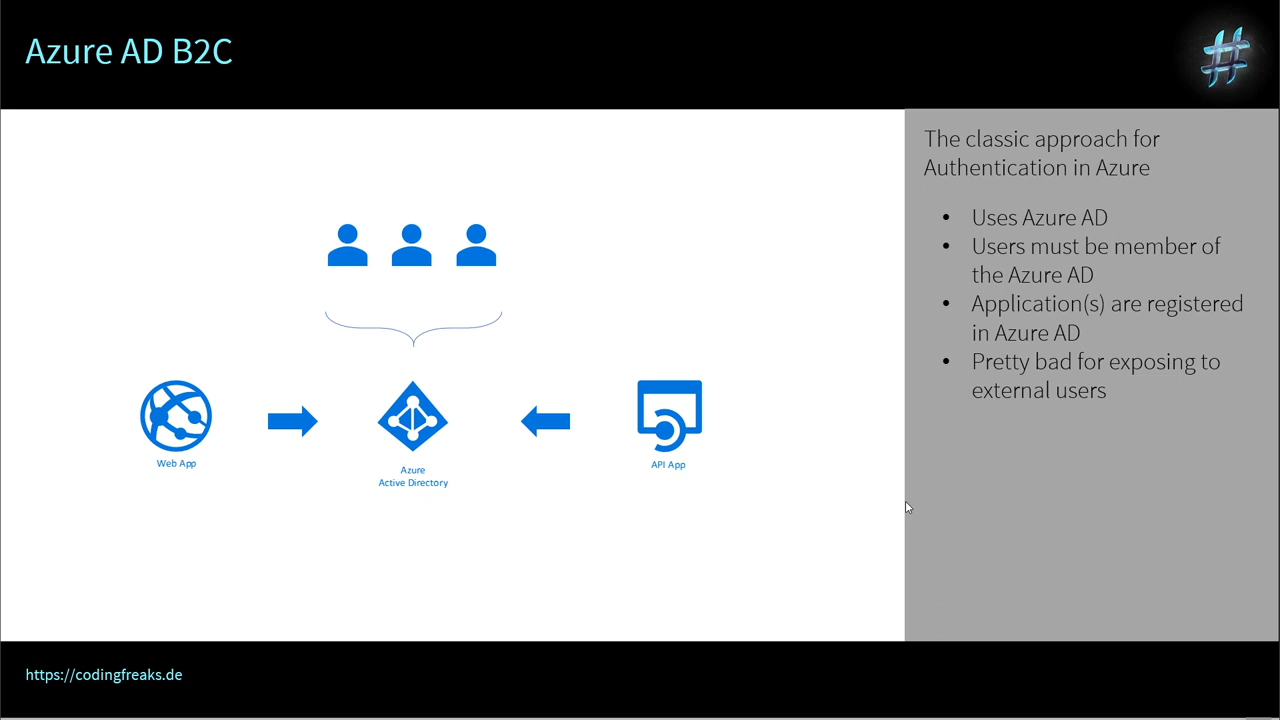 Azure AD B2C
The classic approach for
Authentication in Azure
• Uses Azure AD
• Users must be member of
the Azure AD
• Application(s) are registered
in Azure AD
• Pretty bad for exposing to
external users
Web App
Azure
Active Directory
API App
https://codingfreaks.de